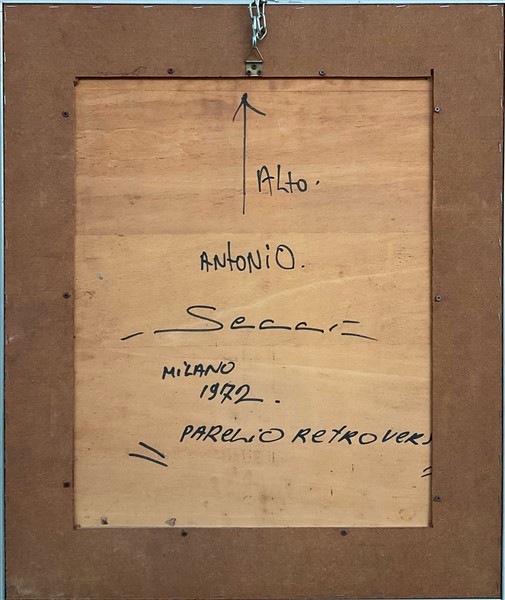 ALto.
ANtONiO.
Secci
MiLANO
1972.
PARELiO RetROVERS